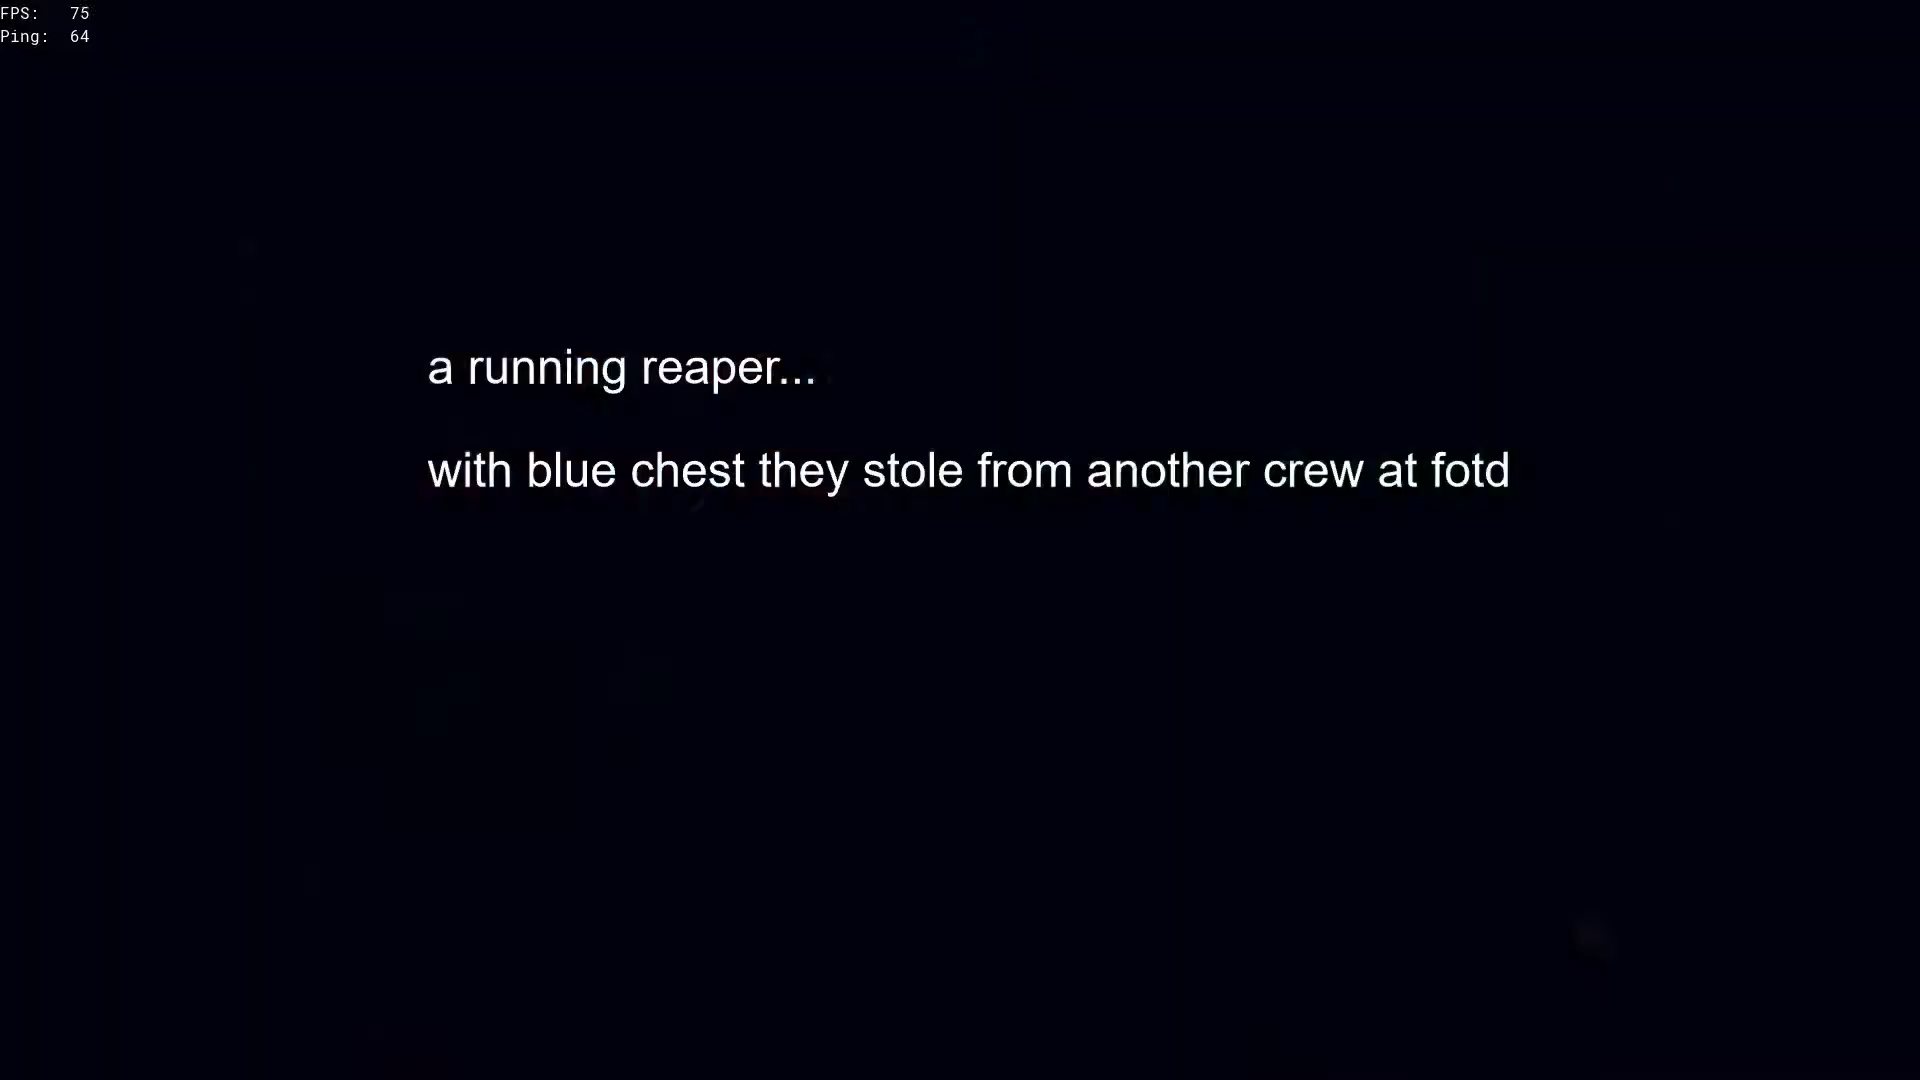 FPS: 75
Ping: 64
a running reaper...
with blue chest they stole from another crew at fotd